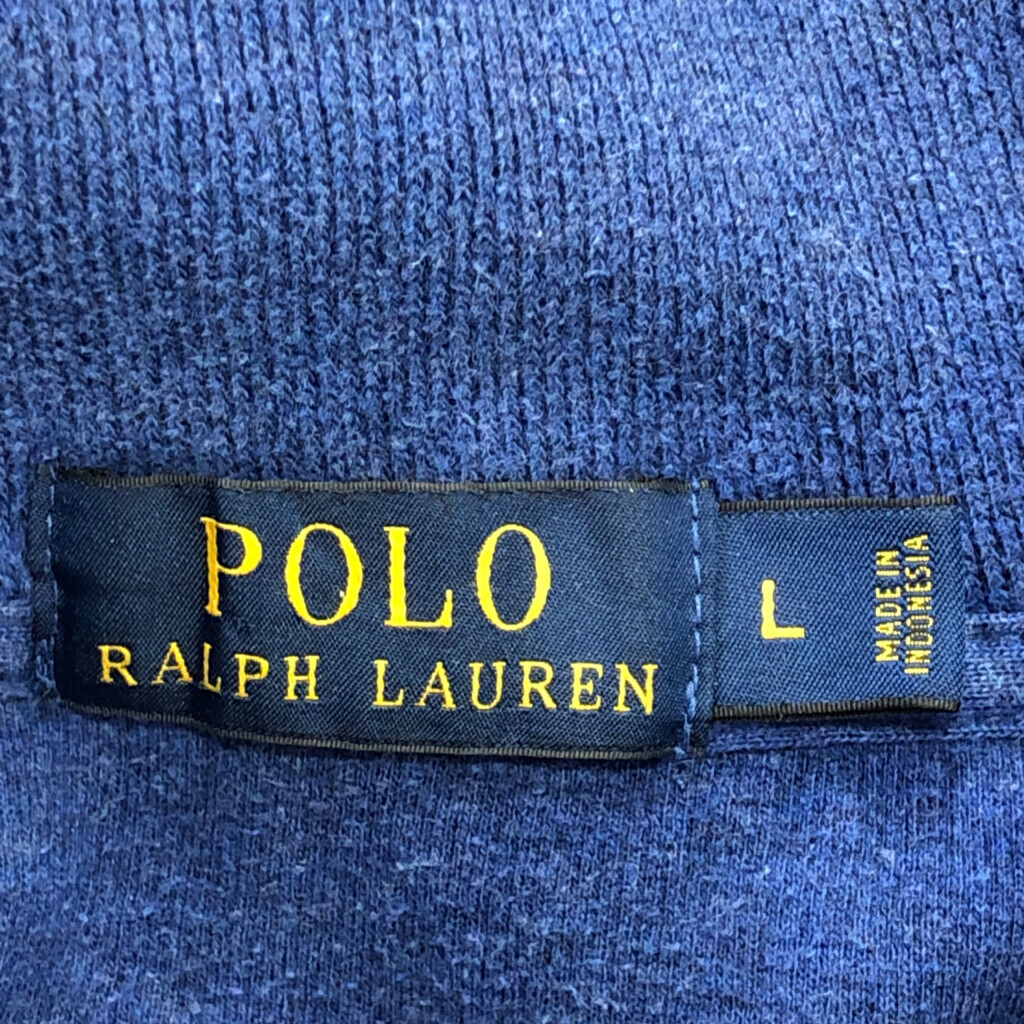 POLO
RALPH LAUREN
L
MADE IN
INDONESIA